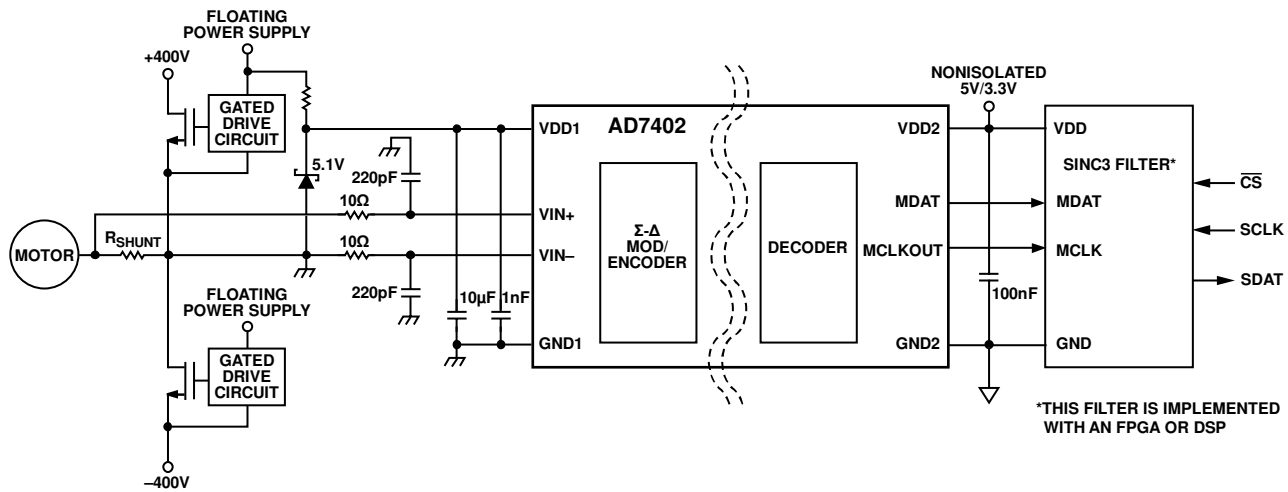 FLOATING
POWER SUPPLY
+400V
GATED
DRIVE
CIRCUIT
5.1V
220pF
10Ω
10Ω
220pF
MOTOR
RSHUNT
FLOATING
POWER SUPPLY
GATED
DRIVE
CIRCUIT
–400V
10µF
1nF
VDD1
VIN+
VIN–
GND1
AD7402
Σ-Δ
MOD/
ENCODER
DECODER
VDD2
MDAT
MCLKOUT
GND2
NONISOLATED
5V/3.3V
100nF
VDD
SINC3 FILTER*
MDAT
MCLK
GND
CS
SCLK
SDAT
*THIS FILTER IS IMPLEMENTED
WITH AN FPGA OR DSP